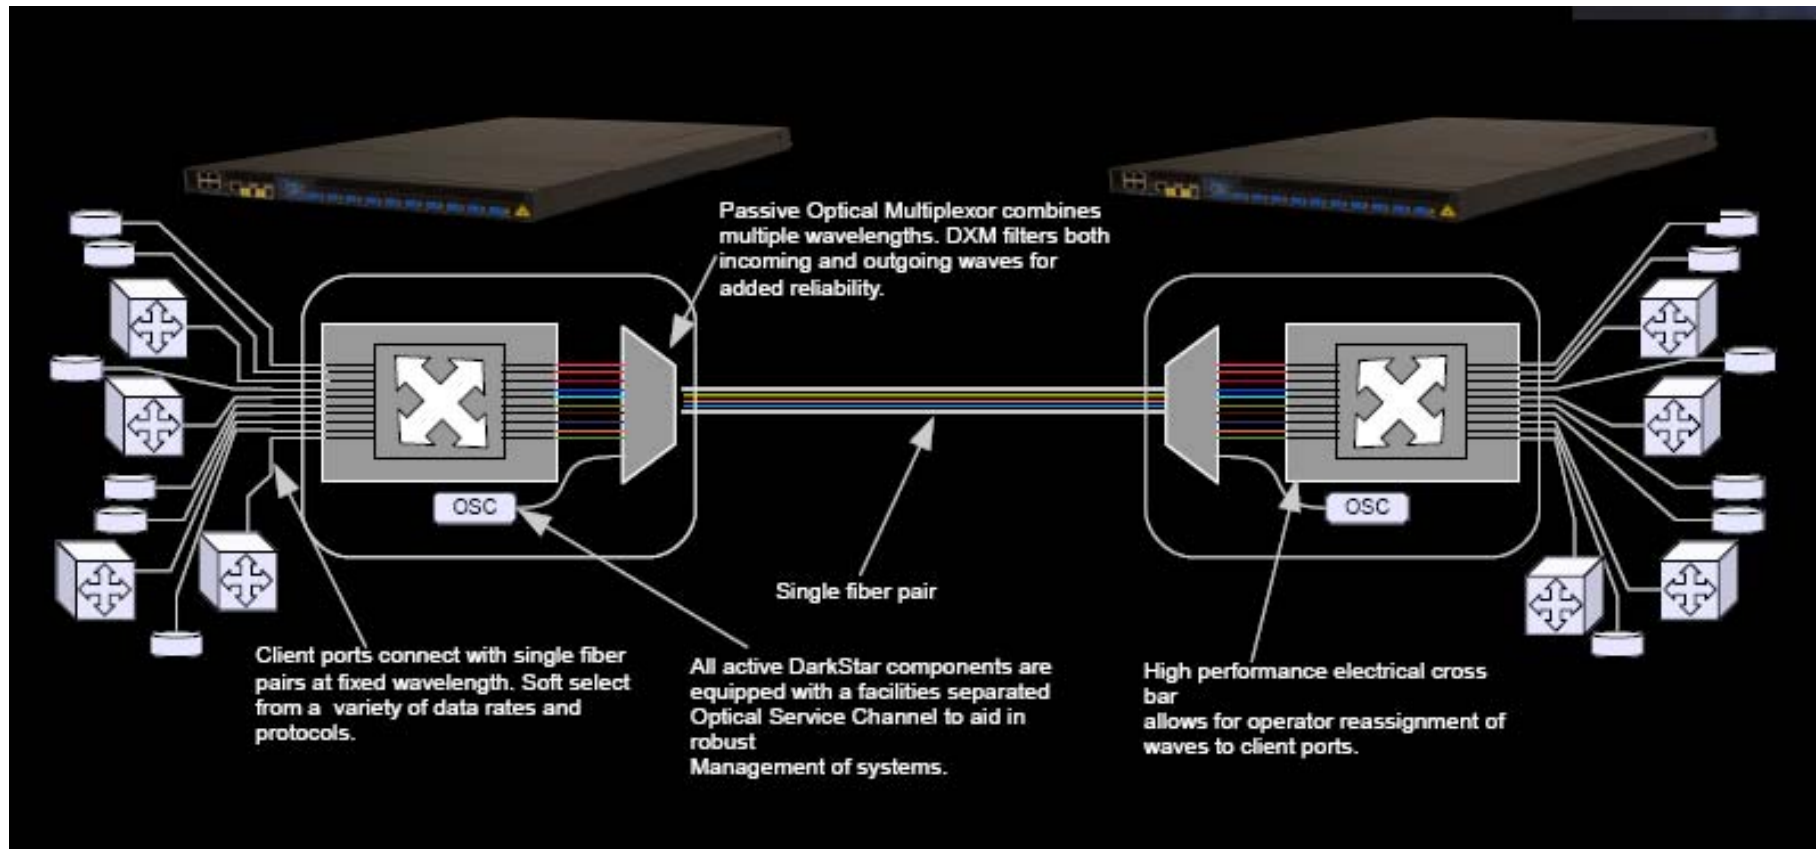 Passive Optical Multiplexor combines
multiple wavelengths. DXM filters both
incoming and outgoing waves for
added reliability.
OSC
OSC
Single fiber pair
Client ports connect with single fiber
pairs at fixed wavelength. Soft select
from a variety of data rates and
protocols.
All active DarkStar components are
equipped with a facilities separated
Optical Service Channel to aid in
robust
Management of systems.
High performance electrical cross
bar
allows for operator reassignment of
waves to client ports.